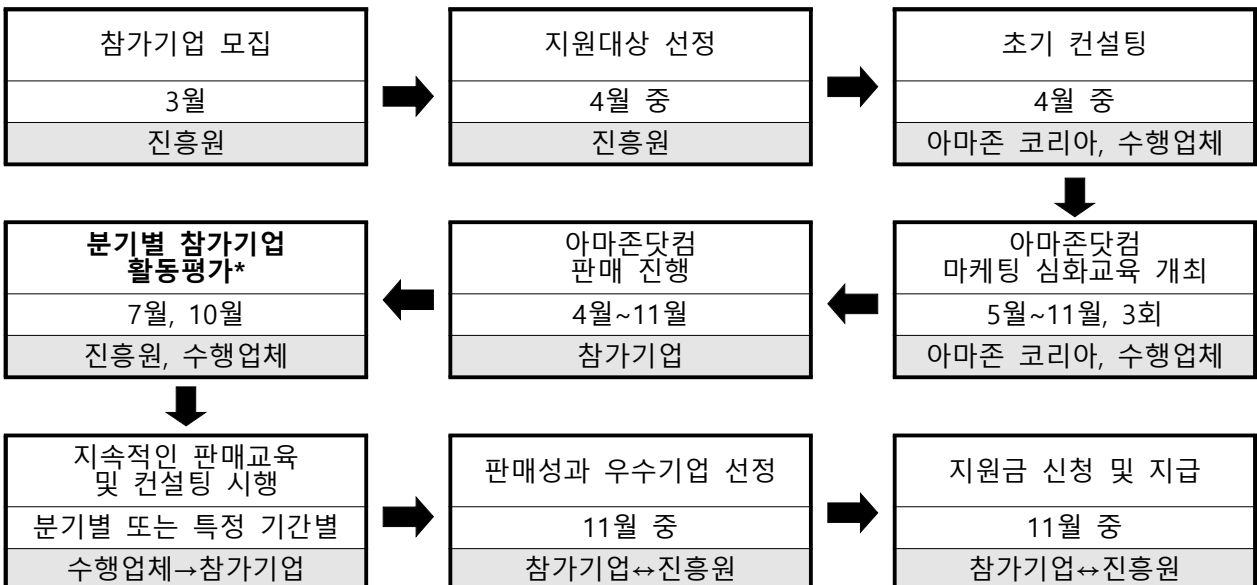 참가기업 모집
3월
진흥원
지원대상 선정
4월 중
진흥원
초기 컨설팅
4월 중
아마존 코리아, 수행업체
아마존닷컴
마케팅 심화교육 개최
5월~11월, 3회
아마존 코리아, 수행업체
아마존닷컴
판매 진행
4월~11월
참가기업
분기별 참가기업
활동평가*
7월, 10월
진흥원, 수행업체
지속적인 판매교육
및 컨설팅 시행
분기별 또는 특정 기간별
수행업체→참가기업
판매성과 우수기업 선정
11월 중
참가기업↔진흥원
지원금 신청 및 지급
11월 중
참가기업↔진흥원